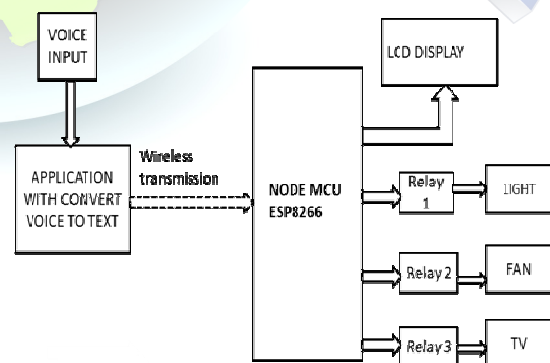 VOICE
INPUT
LCD DISPLAY
APPLICATION
WITH CONVERT
VOICE TO TEXT
Wireless
transmission
NODE MCU
ESP8266
Relay
1
LIGHT
Relay 2
FAN
Relay 3
TV